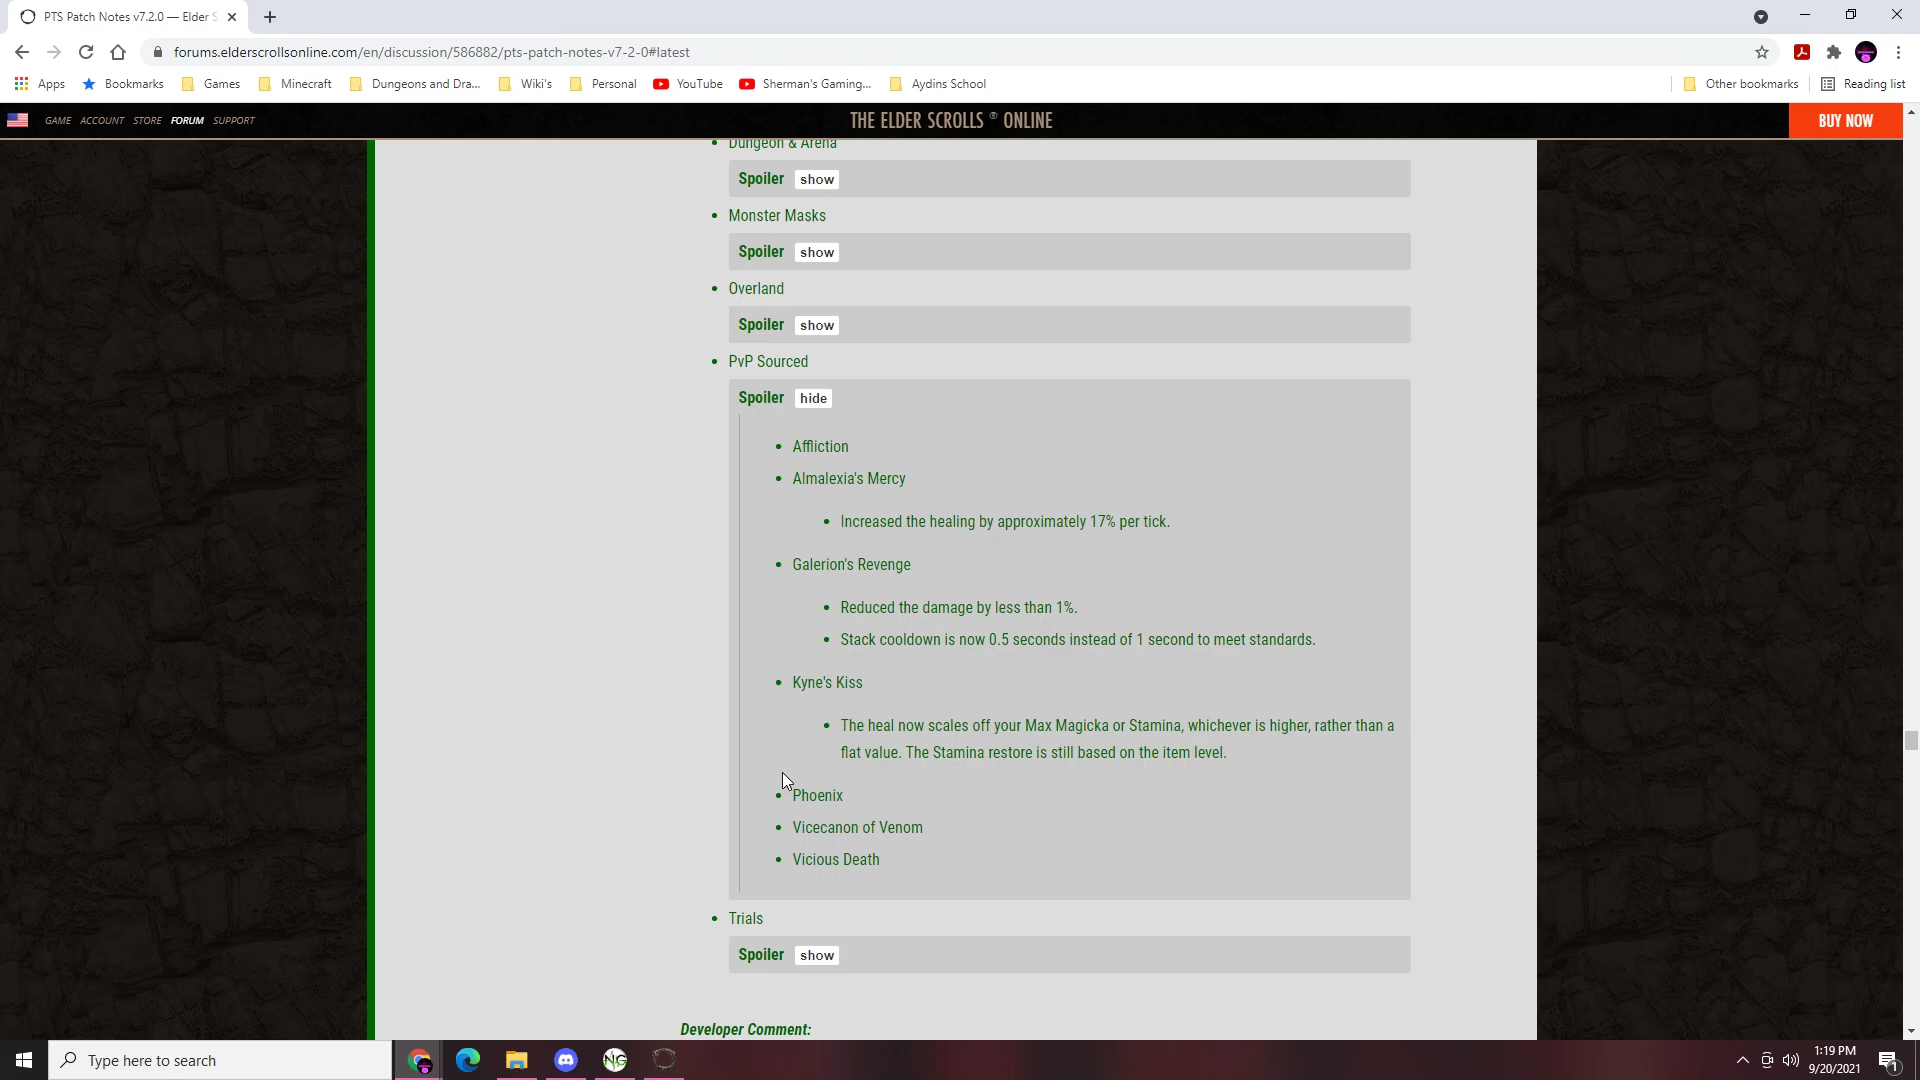 PTS Patch Notes v7.2.0 — Elder S
forums.elderscrollsonline.com/en/discussion/586882/pts-patch-notes-v7-2-0#latest
Apps Bookmarks Games Minecraft Dungeons and Dra... Wiki's Personal YouTube Sherman's Gaming... Aydins School Other bookmarks Reading list
GAME ACCOUNT STORE FORUM SUPPORT THE ELDER SCROLLS ® ONLINE BUY NOW
Dungeon & Arena
Spoiler show
Monster Masks
Spoiler show
Overland
Spoiler show
PvP Sourced
Spoiler hide
Affliction
Almalexia's Mercy
Increased the healing by approximately 17% per tick.
Galerion's Revenge
Reduced the damage by less than 1%.
Stack cooldown is now 0.5 seconds instead of 1 second to meet standards.
Kyne's Kiss
The heal now scales off your Max Magicka or Stamina, whichever is higher, rather than a
flat value. The Stamina restore is still based on the item level.
Phoenix
Vicecanon of Venom
Vicious Death
Trials
Spoiler show
Developer Comment:
Type here to search
NG
1:19 PM
9/20/2021
1